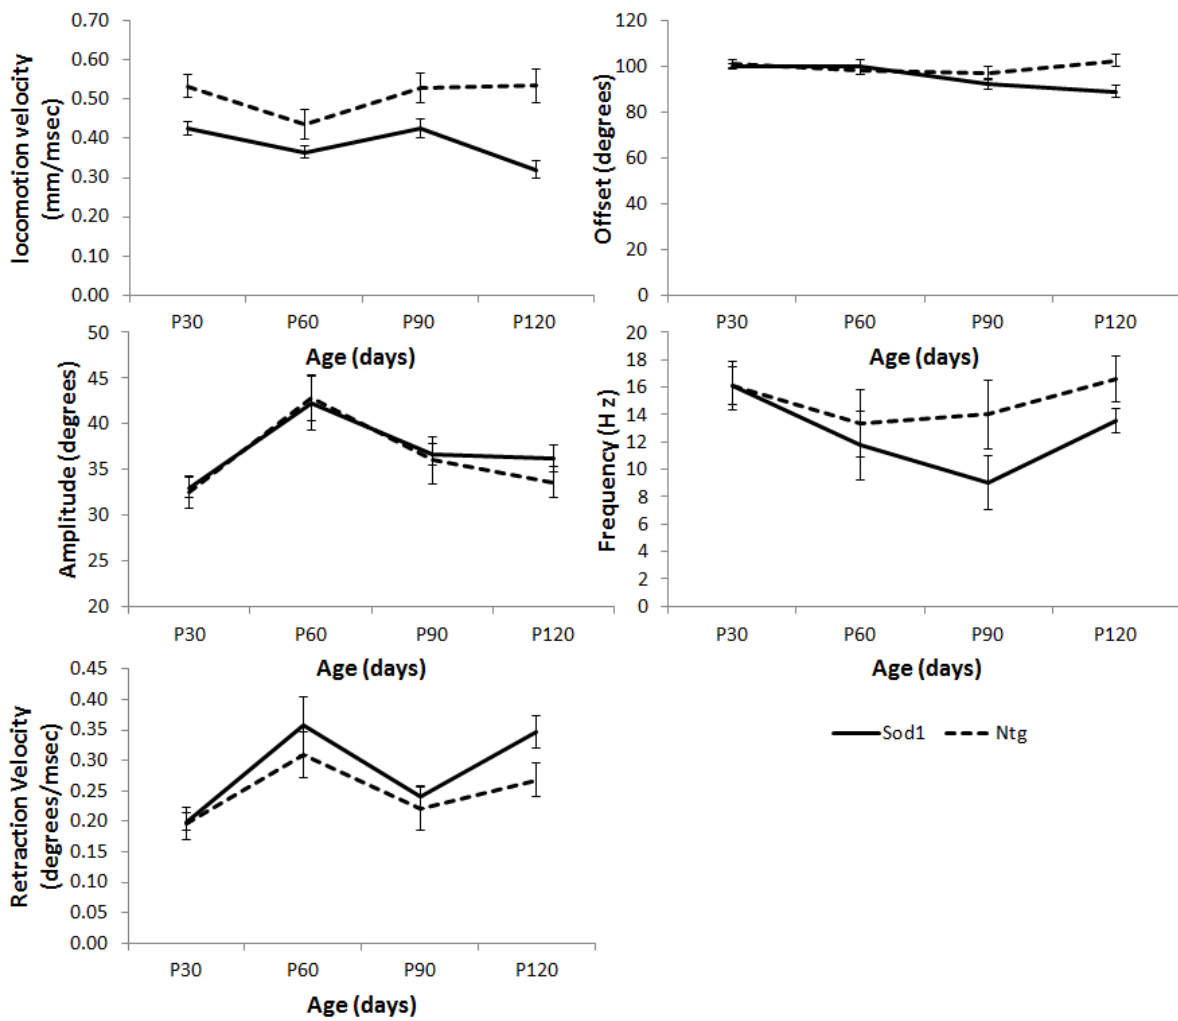 locomotion velocity
(mm/msec)
0.70
0.60
0.50
0.40
0.30
0.20
0.10
0.00
P30 P60 P90 P120
Age (days)
Offset (degrees)
120
100
80
60
40
20
0
P30 P60 P90 P120
Age (days)
Amplitude (degrees)
50
45
40
35
30
25
20
P30 P60 P90 P120
Age (days)
Frequency (H z)
20
18
16
14
12
10
8
6
4
2
0
P30 P60 P90 P120
Age (days)
Retraction Velocity
(degrees/msec)
0.45
0.40
0.35
0.30
0.25
0.20
0.15
0.10
0.05
0.00
P30 P60 P90 P120
Age (days)
Sod1 Ntg